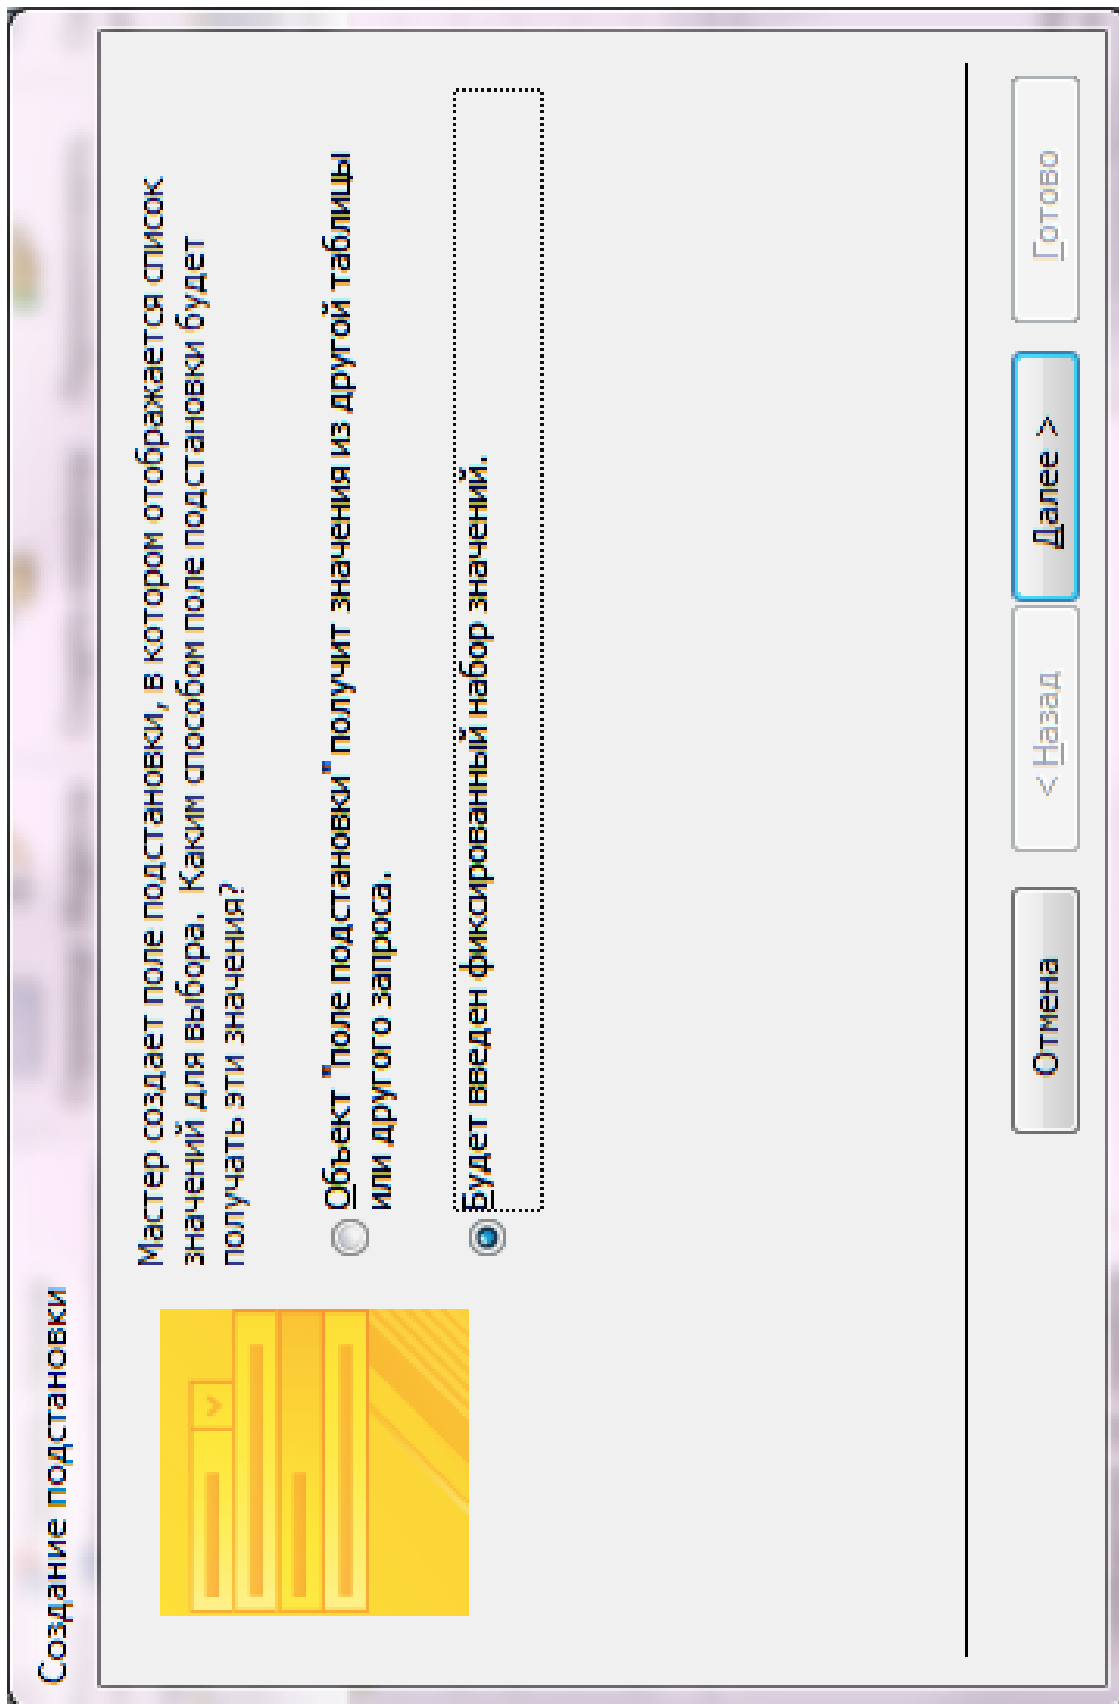 Создание подстановки
Мастер создает поле подстановки, в котором отображается список
значений для выбора.  Каким способом поле подстановки будет
получать эти значения?
Объект "поле подстановки" получит значения из другой таблицы
или другого запроса.
Будет введен фиксированный набор значений.
Отмена
< Назад
Далее >
Готово